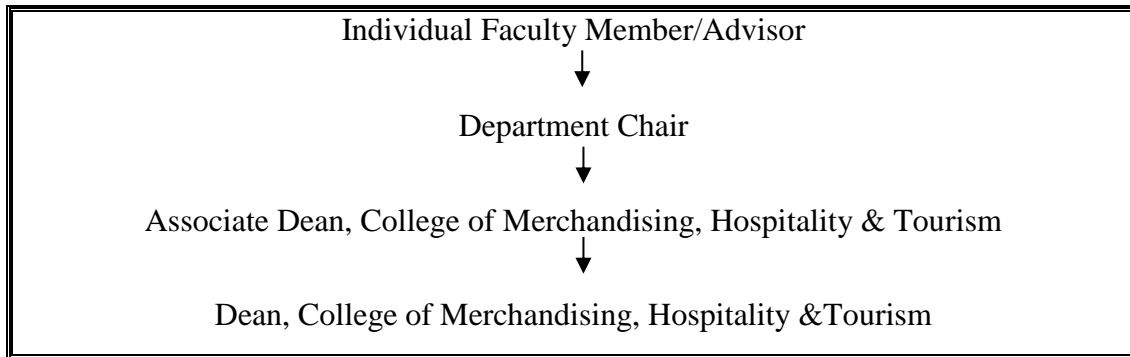 Individual Faculty Member/Advisor
Department Chair
Associate Dean, College of Merchandising, Hospitality & Tourism
Dean, College of Merchandising, Hospitality &Tourism